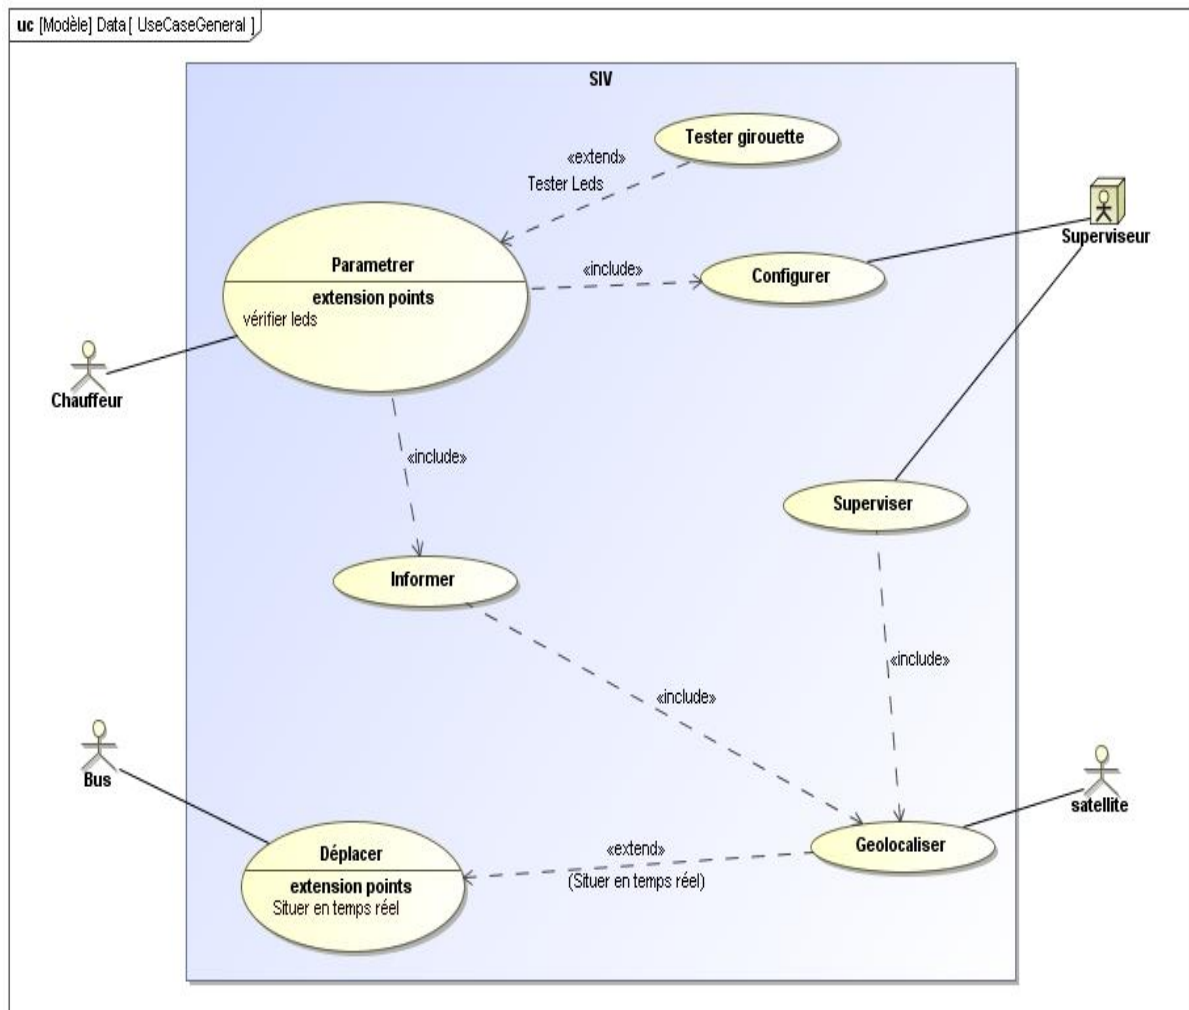 uc [Modèle] Data [ UseCaseGeneral ]
SIV
Tester girouette
«extend»
Tester Leds
Superviseur
Parametrer
«include»
Configurer
extension points
vérifier leds
Chauffeur
«include»
Superviser
Informer
«include»
«include»
Bus
satellite
Déplacer
«extend»
Geolocaliser
extension points
(Situer en temps réel)
Situer en temps réel